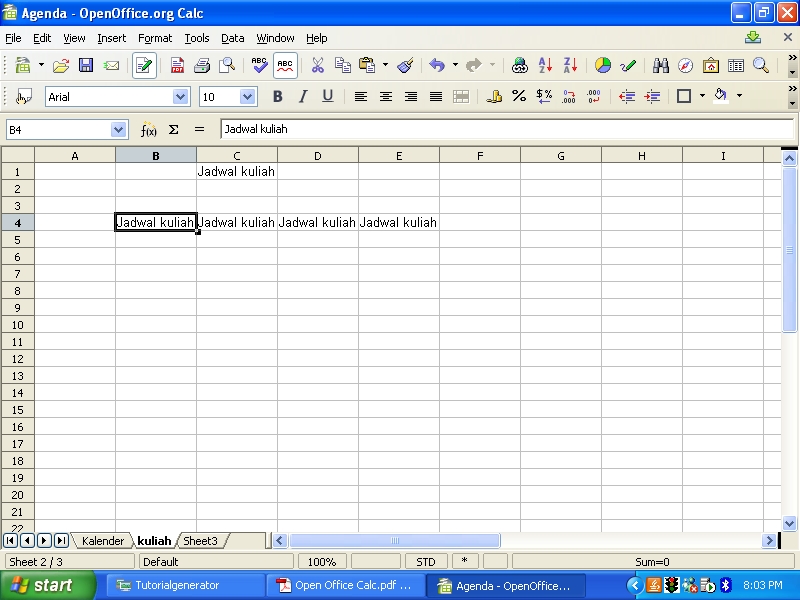 Agenda - OpenOffice.org Calc
File Edit View Insert Format Tools Data Window Help
ABC ABC
Arial 10 B I U
B4 f(x) Σ = Jadwal kuliah
A B C D E F G H I
1 Jadwal kuliah
2
3
4 Jadwal kuliah Jadwal kuliah Jadwal kuliah Jadwal kuliah
5
6
7
8
9
10
11
12
13
14
15
16
17
18
19
20
21
22
Kalender kuliah Sheet3
Sheet 2 / 3 Default 100% STD * Sum=0
start Tutorialgenerator Open Office Calc.pdf ... Agenda - OpenOffice... 8:03 PM